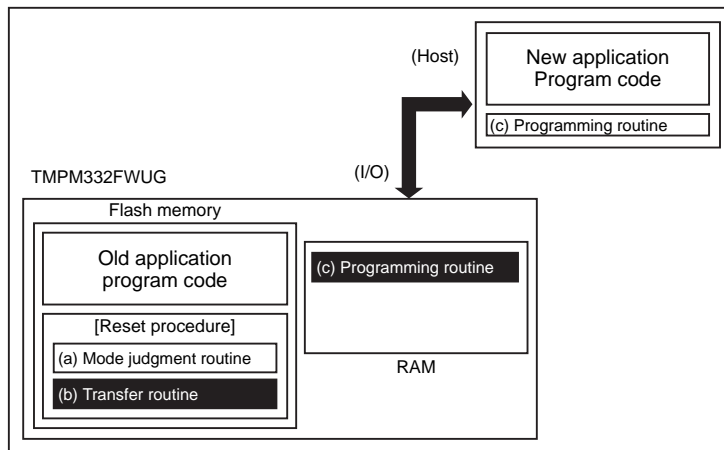 (Host)
New application
Program code
(c) Programming routine
(I/O)
TMPM332FWUG
Flash memory
Old application
program code
[Reset procedure]
(a) Mode judgment routine
(b) Transfer routine
(c) Programming routine
RAM